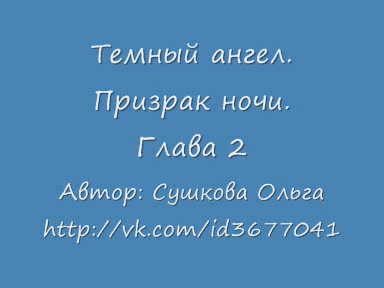 Темный ангел.
Призрак ночи.
Глава 2
Автор: Сушкова Ольга
http://vk.com/id3677041